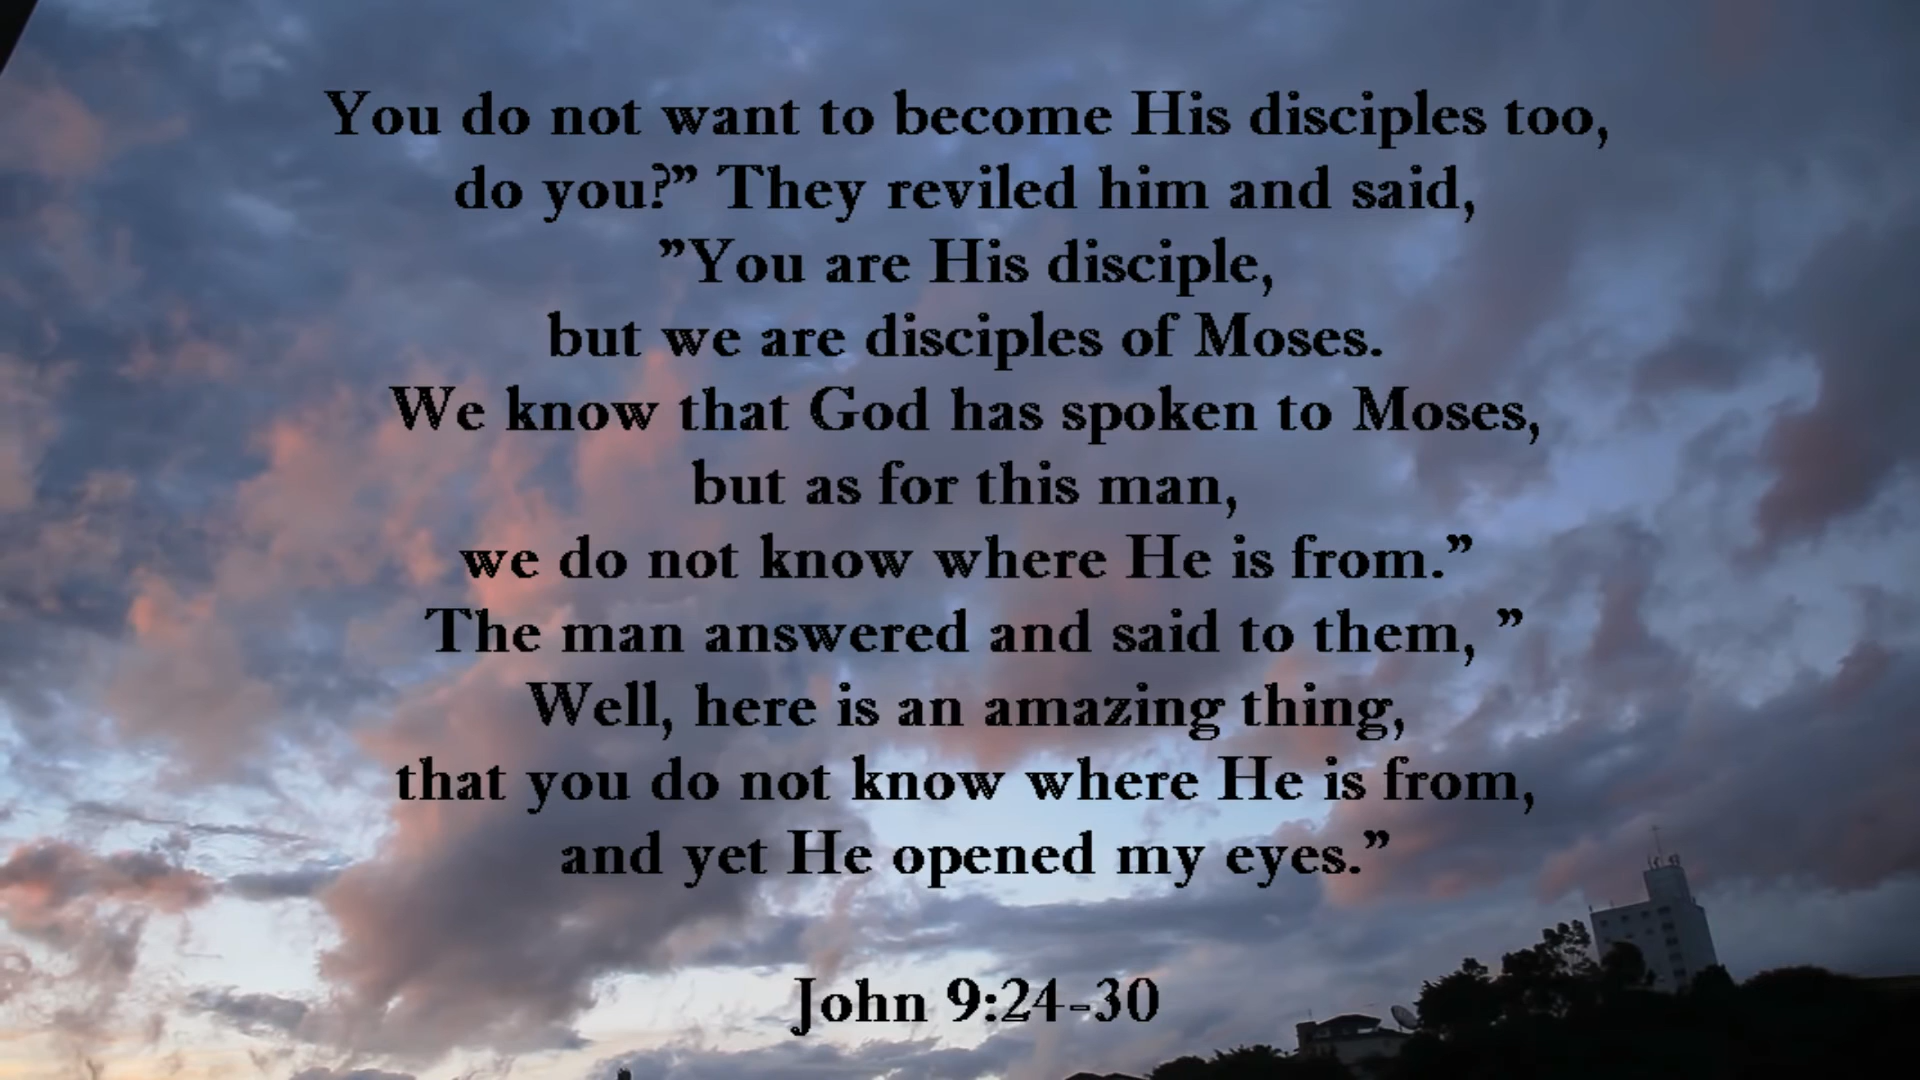 You do not want to become His disciples too,
do you?” They reviled him and said,
”You are His disciple,
but we are disciples of Moses.
We know that God has spoken to Moses,
but as for this man,
we do not know where He is from.”
The man answered and said to them, ”
Well, here is an amazing thing,
that you do not know where He is from,
and yet He opened my eyes.”
John 9:24-30